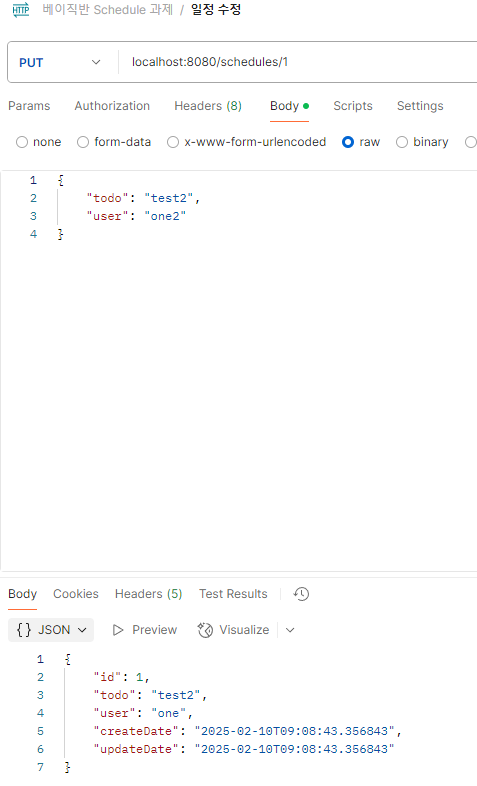 HTTP 베이직반 Schedule 과제 / 일정 수정
PUT localhost:8080/schedules/1
Params Authorization Headers (8) Body Scripts Settings
none form-data x-www-form-urlencoded raw binary
1 {
2 "todo": "test2",
3 "user": "one2"
4 }
Body Cookies Headers (5) Test Results
{} JSON Preview Visualize
1 {
2 "id": 1,
3 "todo": "test2",
4 "user": "one",
5 "createDate": "2025-02-10T09:08:43.356843",
6 "updateDate": "2025-02-10T09:08:43.356843"
7 }